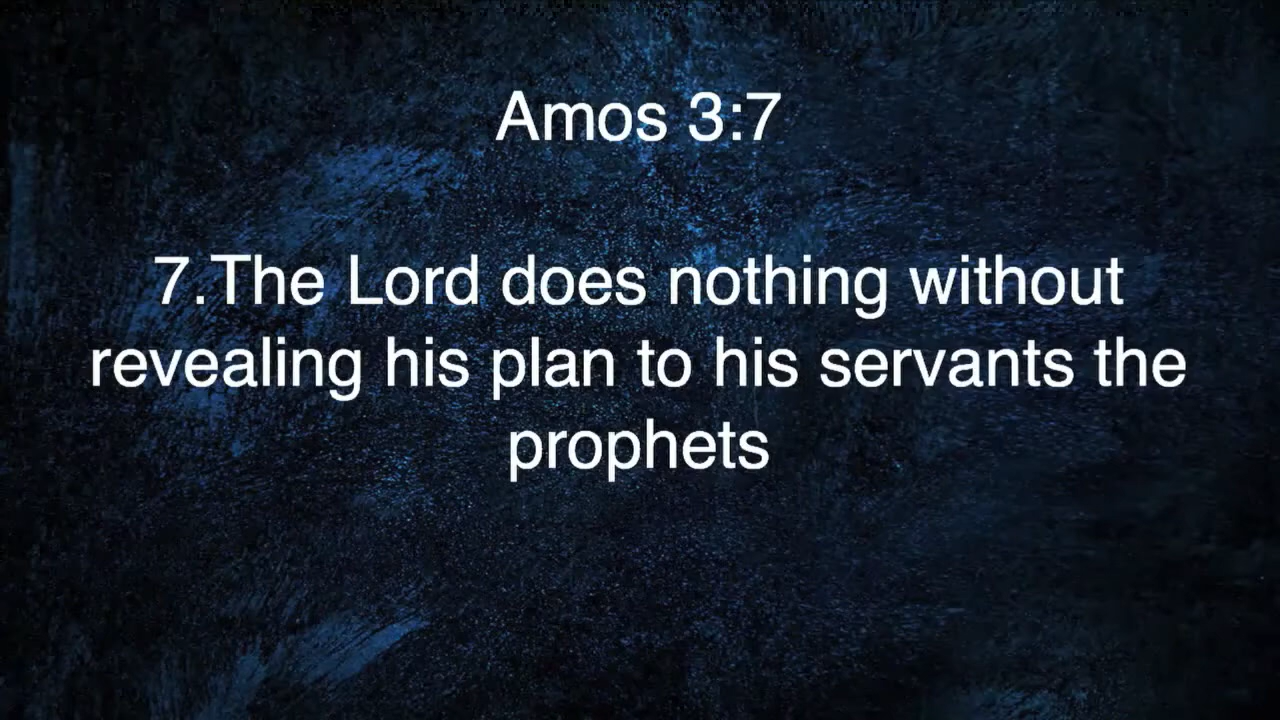 Amos 3:7
7.The Lord does nothing without
revealing his plan to his servants the
prophets